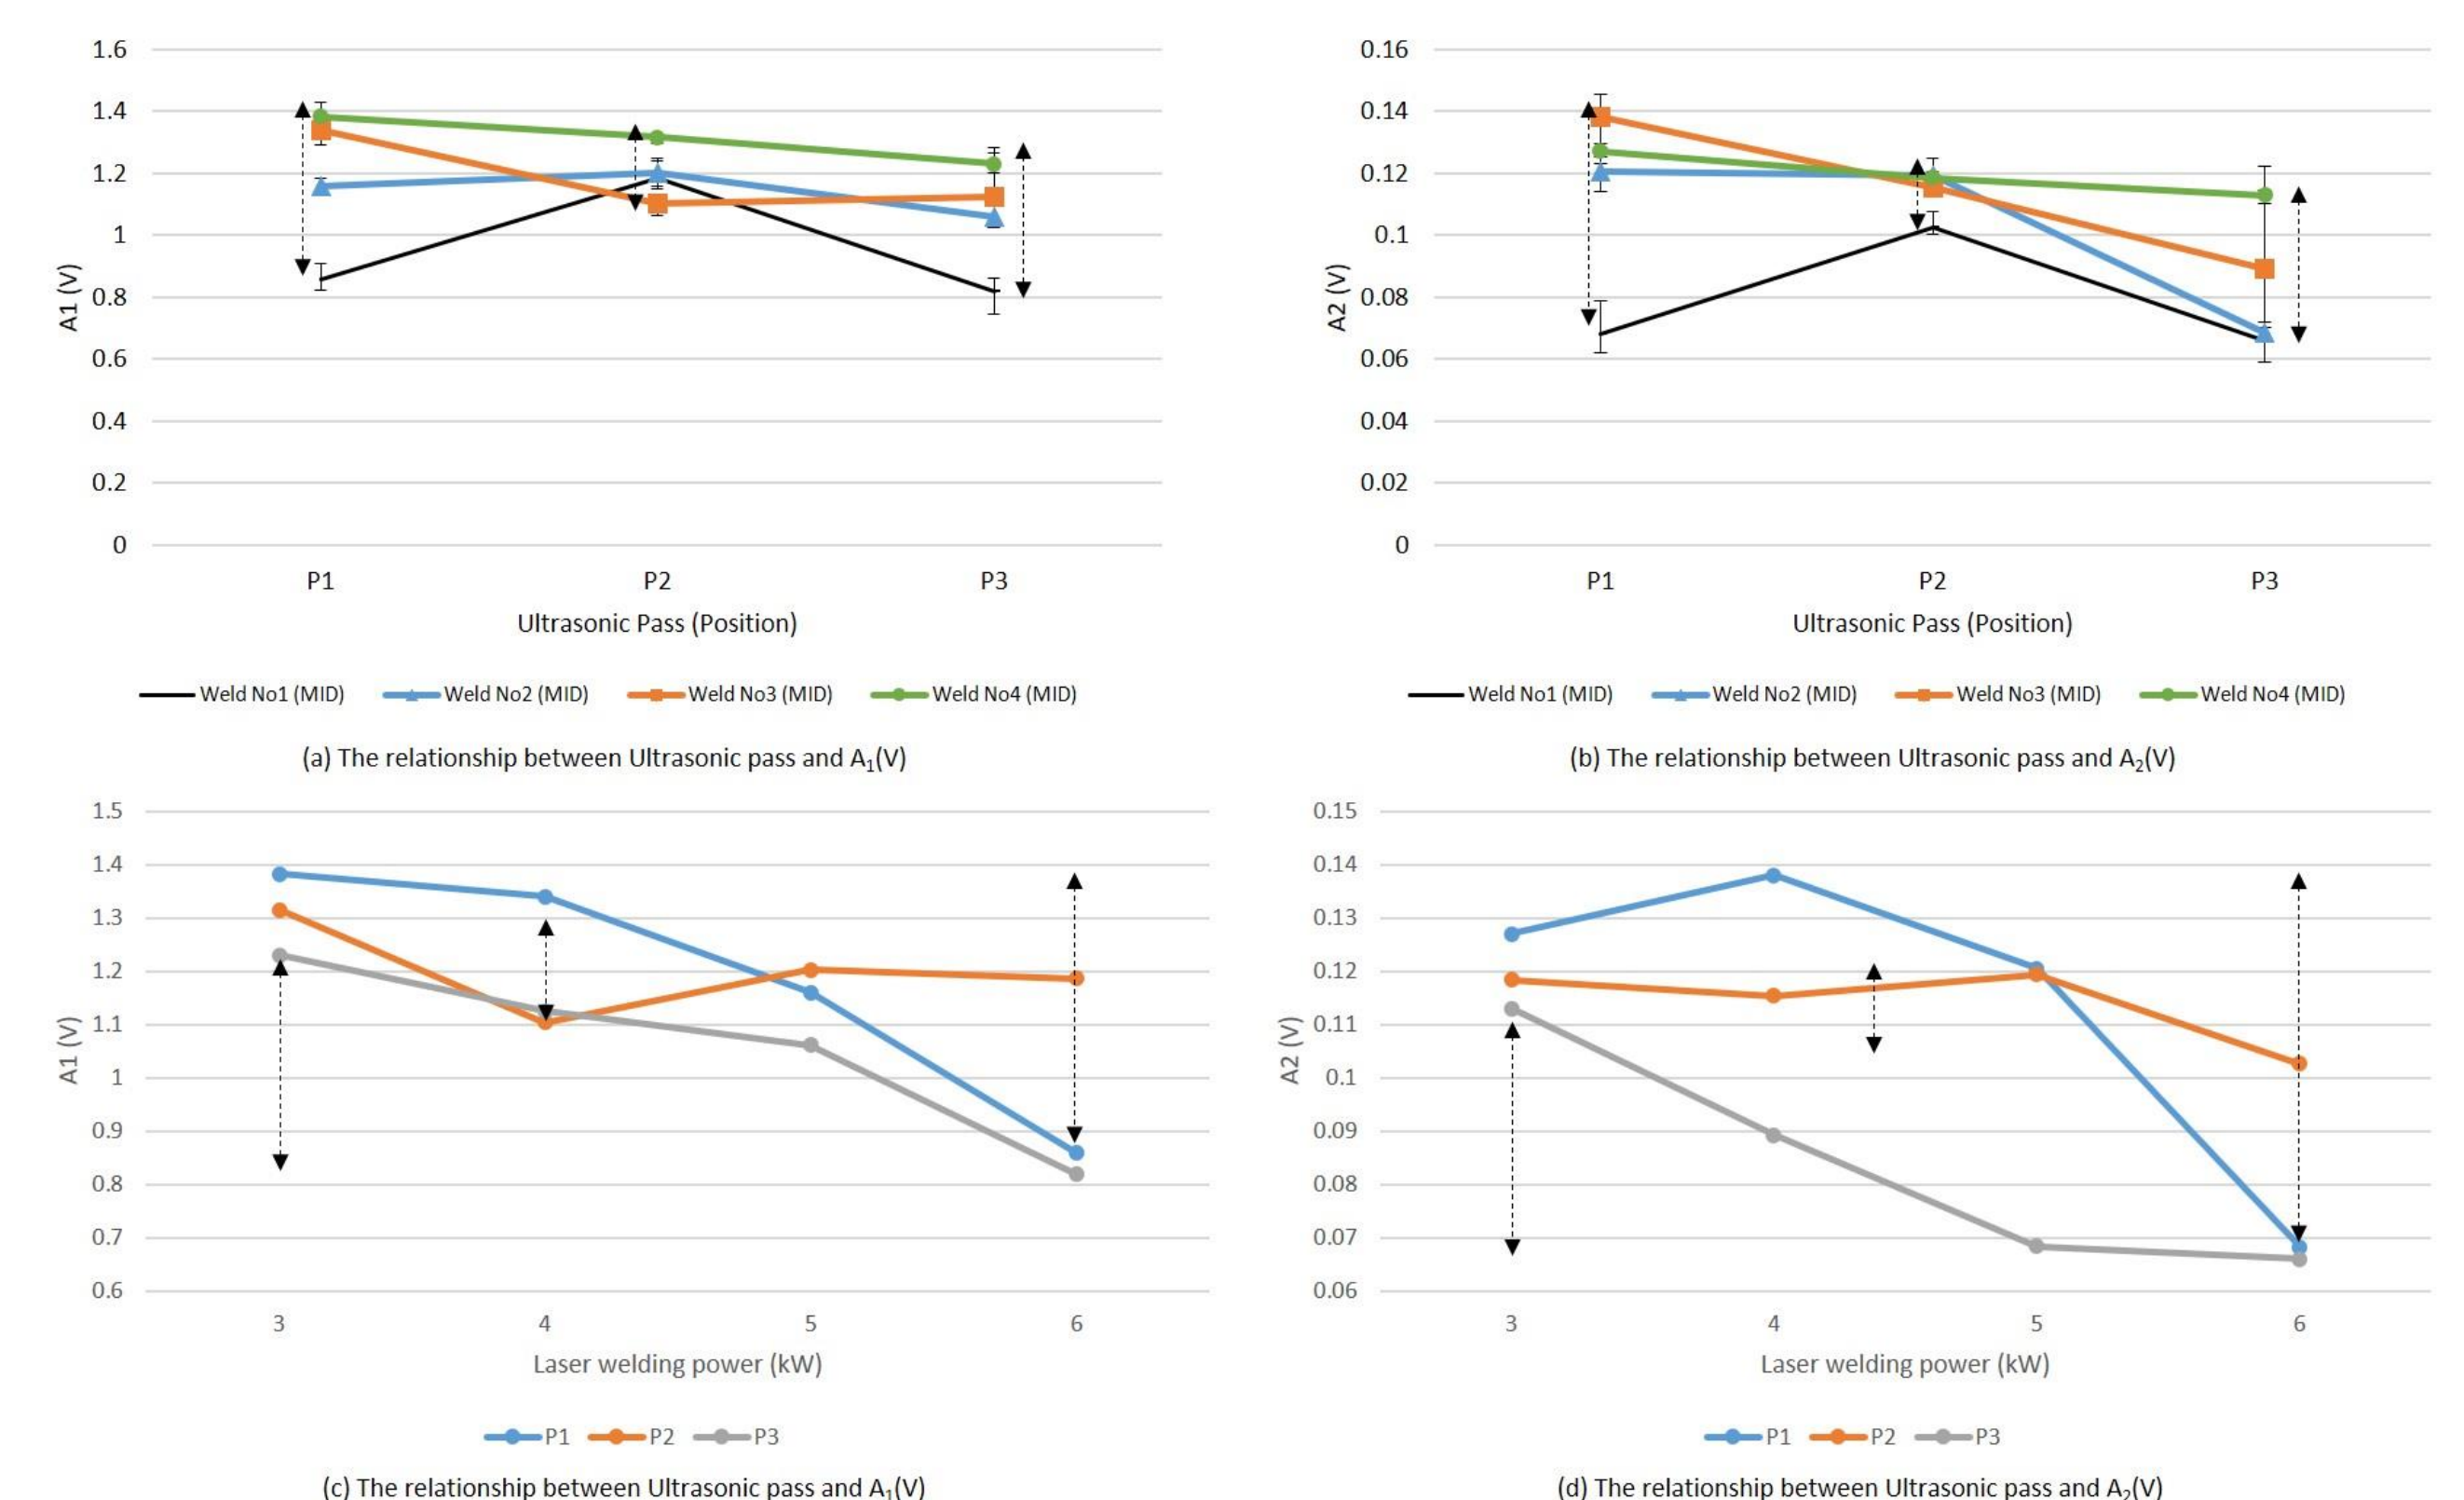 1.6
1.4
1.2
1
0.8
0.6
0.4
0.2
0
A1 (V)
P1 P2 P3
Ultrasonic Pass (Position)
Weld No1 (MID) Weld No2 (MID) Weld No3 (MID) Weld No4 (MID)
(a) The relationship between Ultrasonic pass and A₁(V)
0.16
0.14
0.12
0.1
0.08
0.06
0.04
0.02
0
A2 (V)
P1 P2 P3
Ultrasonic Pass (Position)
Weld No1 (MID) Weld No2 (MID) Weld No3 (MID) Weld No4 (MID)
(b) The relationship between Ultrasonic pass and A₂(V)
1.5
1.4
1.3
1.2
1.1
1
0.9
0.8
0.7
0.6
A1 (V)
3 4 5 6
Laser welding power (kW)
P1 P2 P3
(c) The relationship between Ultrasonic pass and A₁(V)
0.15
0.14
0.13
0.12
0.11
0.1
0.09
0.08
0.07
0.06
A2 (V)
3 4 5 6
Laser welding power (kW)
P1 P2 P3
(d) The relationship between Ultrasonic pass and A₂(V)